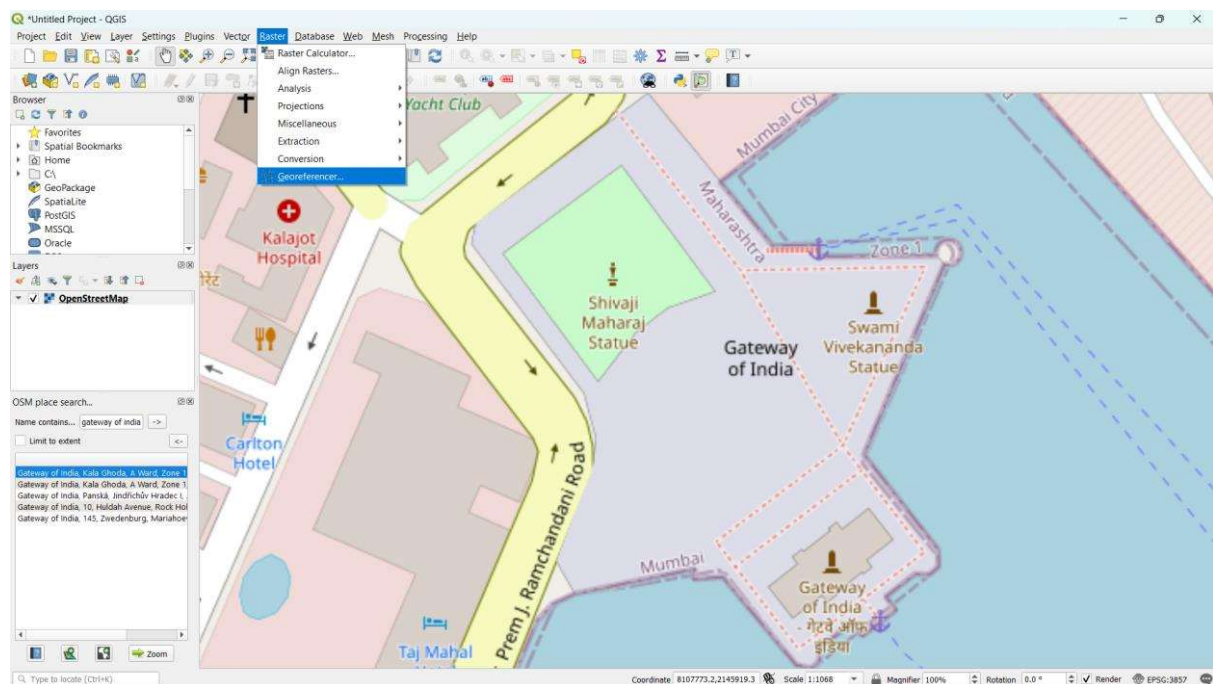 *Untitled Project - QGIS
Project Edit View Layer Settings Plugins Vector Raster Database Web Mesh Processing Help
Raster Calculator...
Align Rasters...
Analysis
Projections
Miscellaneous
Extraction
Conversion
Georeferencer...
Browser
Favorites
Spatial Bookmarks
Home
C:\
GeoPackage
SpatiaLite
PostGIS
MSSQL
Oracle
Layers
OpenStreetMap
OSM place search...
Name contains... gateway of india ->
Limit to extent <-
Gateway of India, Kala Ghoda, A Ward, Zone 1
Gateway of India, Kala Ghoda, A Ward, Zone 1
Gateway of India, Panská, Jindřichův Hradec I,
Gateway of India, 10, Huldah Avenue, Rock Hol
Gateway of India, 145, Zwedenburg, Mariahoe
Zoom
Yacht Club
Mumbai City
Maharashtra
Zone 1
Kalajot
Hospital
Shivaji
Maharaj
Statue
Gateway
of India
Swami
Vivekananda
Statue
Carlton
Hotel
Prem J. Ramchandani Road
Mumbai
Gateway
of India
- गेटवे ऑफ
इंडिया
Taj Mahal
Type to locate (Ctrl+K)
Coordinate 8107773.2,2145919.3 Scale 1:1068 Magnifier 100% Rotation 0.0 ° Render EPSG:3857